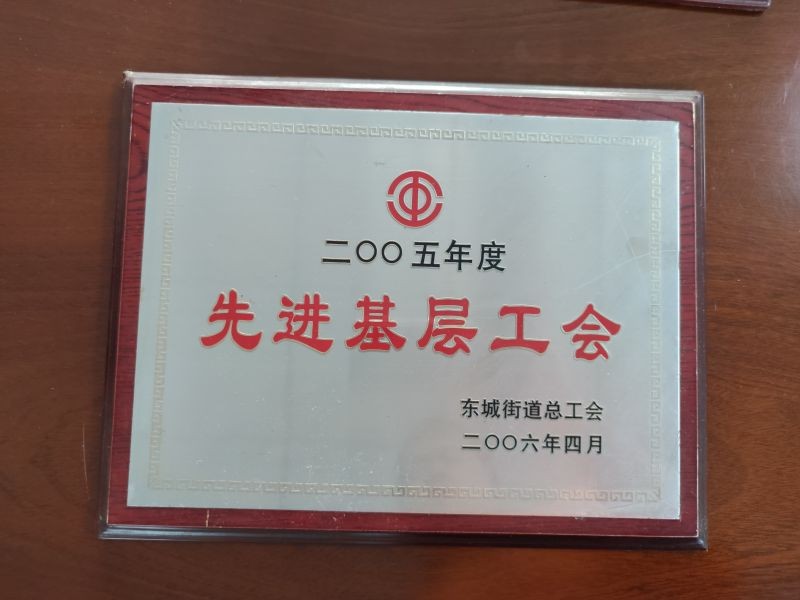 二〇〇五年度
先进基层工会
东城街道总工会
二〇〇六年四月